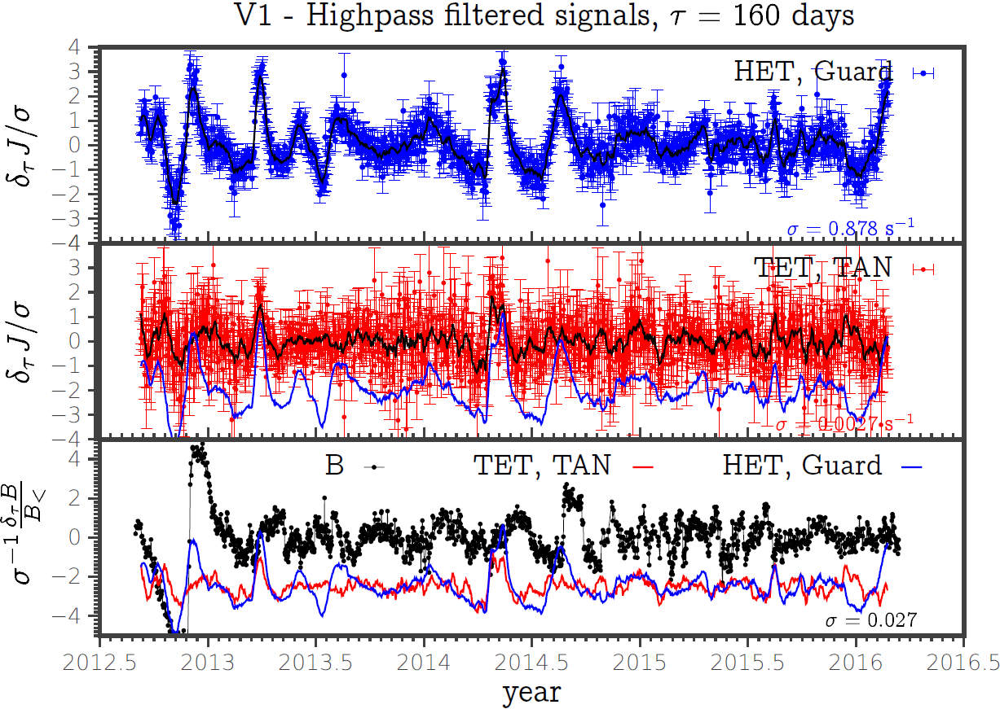 V1 - Highpass filtered signals, τ = 160 days
4
3
2
1
0
−1
−2
−3
−4
δτ J/σ
HET, Guard
σ = 0.878 s⁻¹
3
2
1
0
−1
−2
−3
−4
δτ J/σ
TET, TAN
σ = 0.0027 s⁻¹
4
2
0
−2
−4
σ⁻¹ δτB/B<
B TET, TAN HET, Guard
σ = 0.027
2012.5 2013 2013.5 2014 2014.5 2015 2015.5 2016 2016.5
year